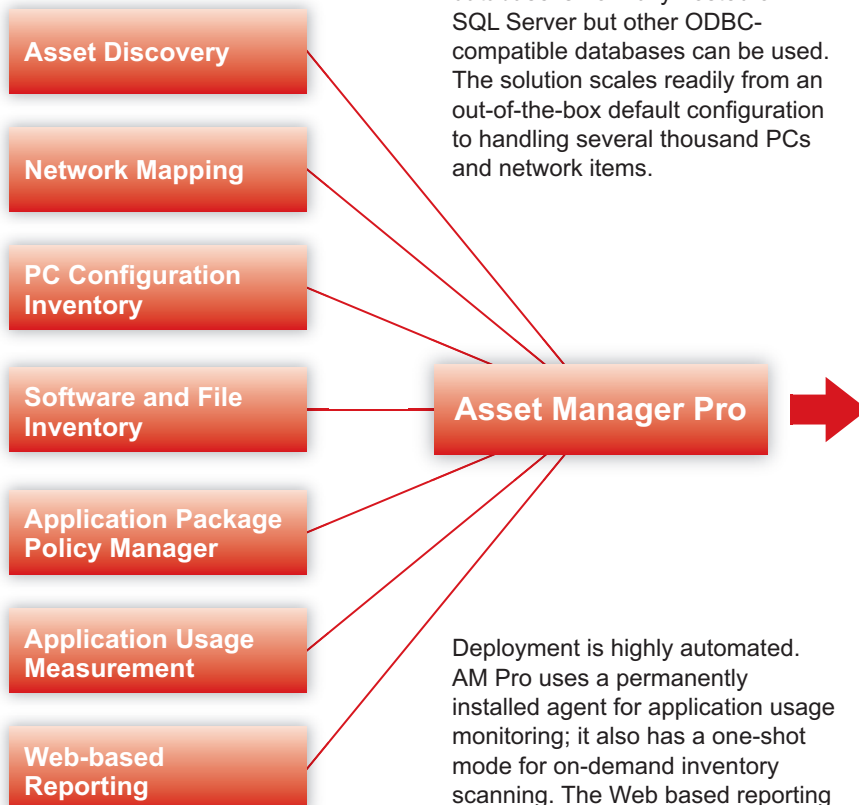 SQL Server but other ODBC-
compatible databases can be used.
The solution scales readily from an
out-of-the-box default configuration
to handling several thousand PCs
and network items.
Asset Discovery
Network Mapping
PC Configuration
Inventory
Software and File
Inventory
Application Package
Policy Manager
Application Usage
Measurement
Web-based
Reporting
Asset Manager Pro
Deployment is highly automated.
AM Pro uses a permanently
installed agent for application usage
monitoring; it also has a one-shot
mode for on-demand inventory
scanning. The Web based reporting